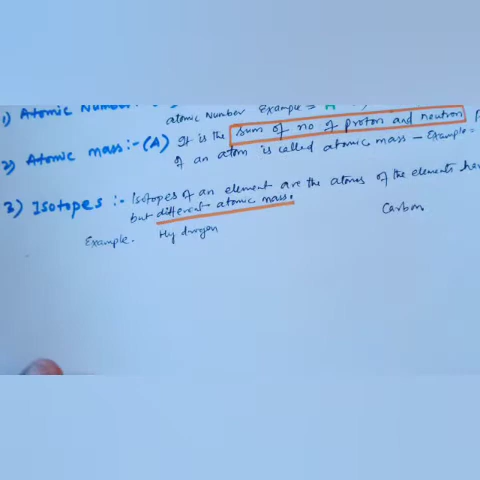 1) Atomic Number:-
atomic Number Example =
2) Atomic mass:-(A) It is the sum of no of proton and neutron
of an atom is called atomic mass - Example =
3) Isotopes :- Isotopes of an element are the atoms of the elements
but different atomic mass.
Example. Hydrogen Carbon